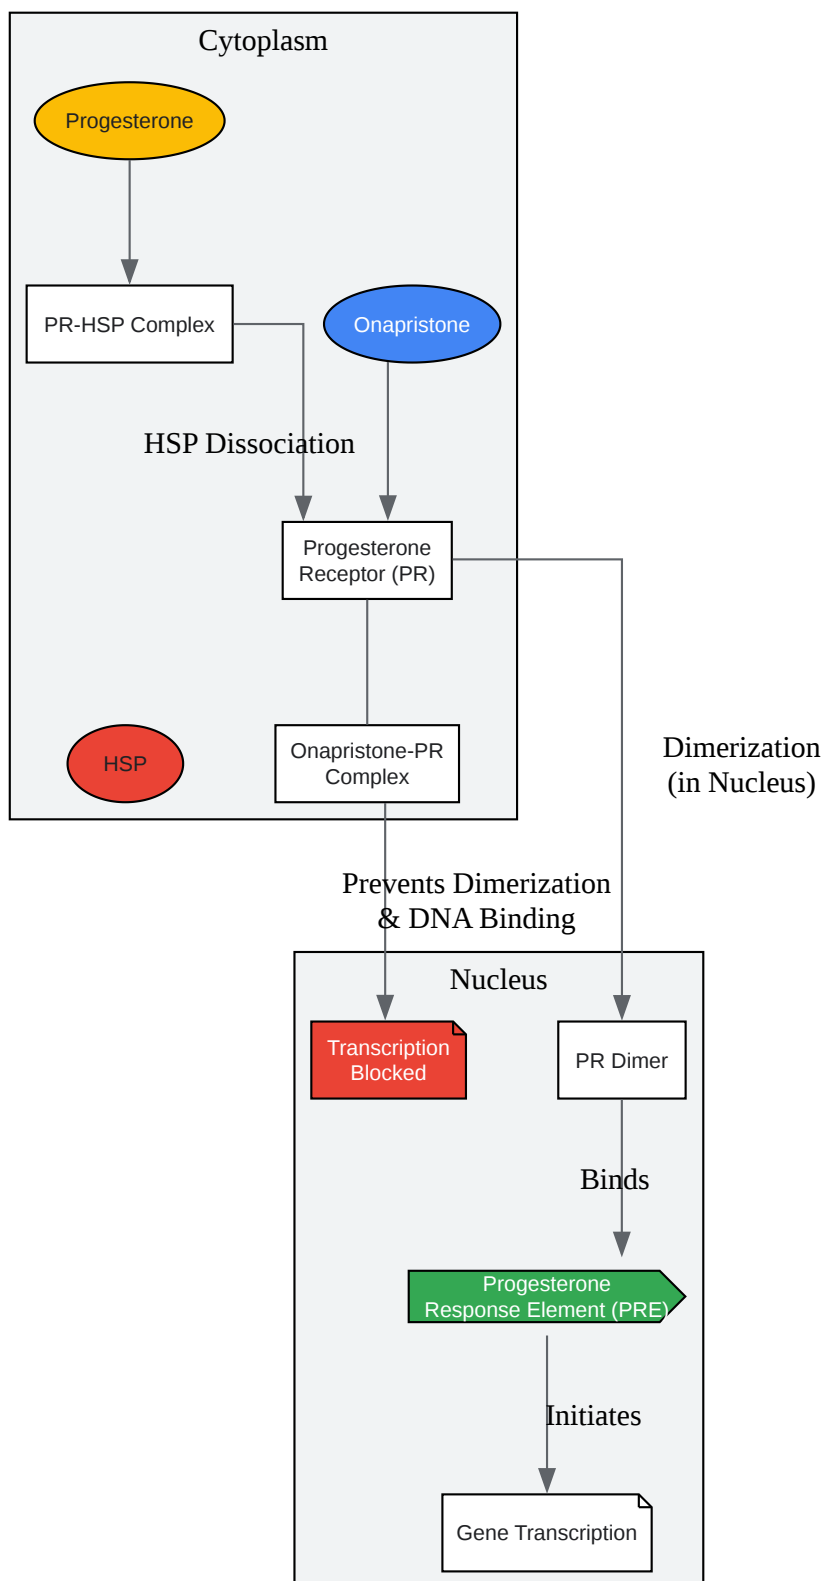 Cytoplasm
Progesterone
PR-HSP Complex
Onapristone
HSP Dissociation
Progesterone
Receptor (PR)
HSP
Onapristone-PR
Complex
Dimerization
(in Nucleus)
Prevents Dimerization
& DNA Binding
Nucleus
Transcription
Blocked
PR Dimer
Binds
Progesterone
Response Element (PRE)
Initiates
Gene Transcription